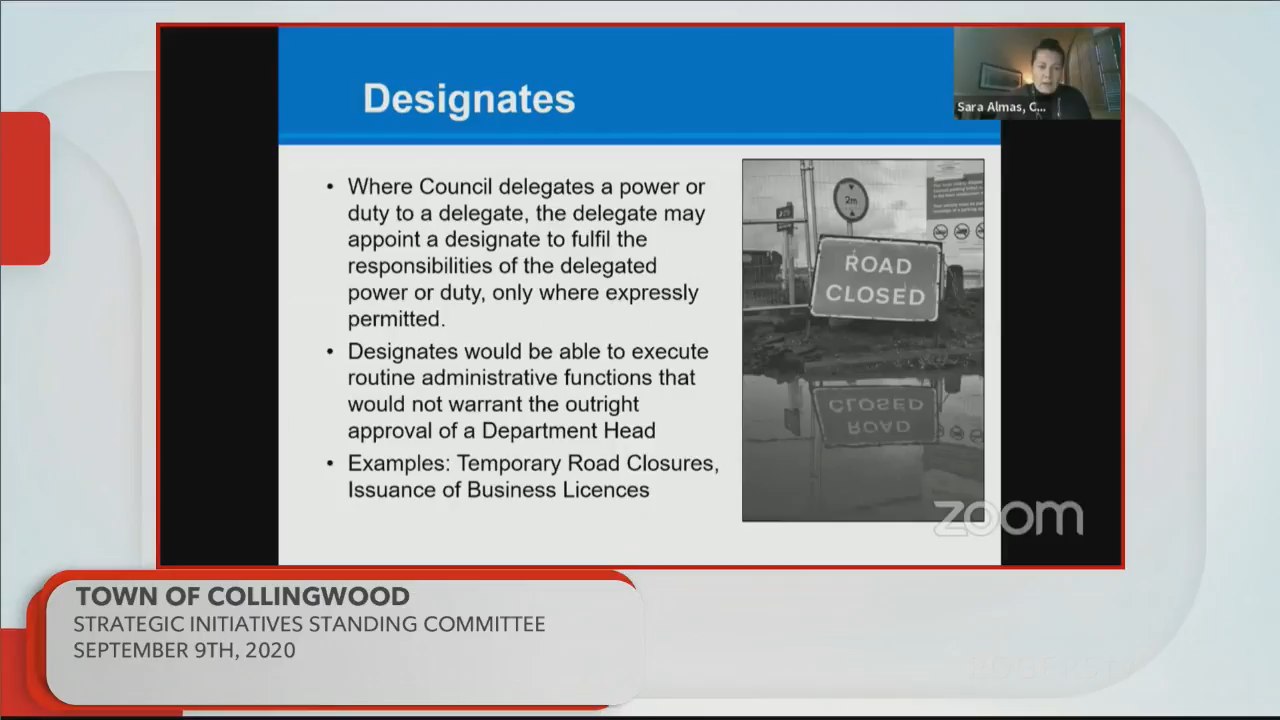 Designates
Sara Almas, C...
• Where Council delegates a power or
duty to a delegate, the delegate may
appoint a designate to fulfil the
responsibilities of the delegated
power or duty, only where expressly
permitted.
• Designates would be able to execute
routine administrative functions that
would not warrant the outright
approval of a Department Head
• Examples: Temporary Road Closures,
Issuance of Business Licences
2m
ROAD
CLOSED
CLOSED
ROAD
zoom
TOWN OF COLLINGWOOD
STRATEGIC INITIATIVES STANDING COMMITTEE
SEPTEMBER 9TH, 2020